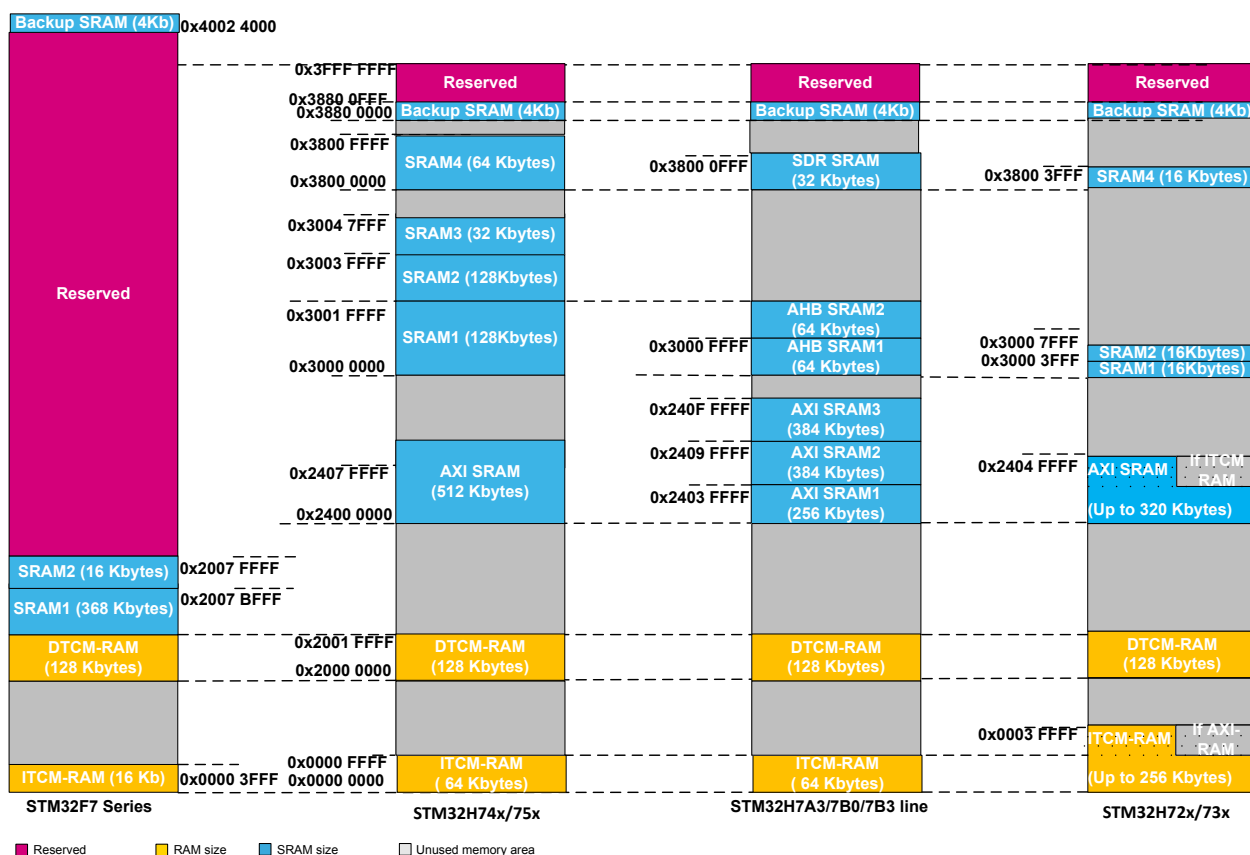 Backup SRAM (4Kb)
0x4002 4000
Reserved
SRAM2 (16 Kbytes)
0x2007 FFFF
SRAM1 (368 Kbytes)
0x2007 BFFF
DTCM-RAM
(128 Kbytes)
ITCM-RAM (16 Kb)
0x0000 3FFF
STM32F7 Series
0x3FFF FFFF
0x3880 0FFF
0x3880 0000
0x3800 FFFF
0x3800 0000
0x3004 7FFF
0x3003 FFFF
0x3001 FFFF
0x3000 0000
0x2407 FFFF
0x2400 0000
0x2001 FFFF
0x2000 0000
0x0000 FFFF
0x0000 0000
Reserved
Backup SRAM (4Kb)
SRAM4 (64 Kbytes)
SRAM3 (32 Kbytes)
SRAM2 (128Kbytes)
SRAM1 (128Kbytes)
AXI SRAM
(512 Kbytes)
DTCM-RAM
(128 Kbytes)
ITCM-RAM
( 64 Kbytes)
STM32H74x/75x
0x3800 0FFF
0x3000 FFFF
0x240F FFFF
0x2409 FFFF
0x2403 FFFF
Reserved
Backup SRAM (4Kb)
SDR SRAM
(32 Kbytes)
AHB SRAM2
(64 Kbytes)
AHB SRAM1
(64 Kbytes)
AXI SRAM3
(384 Kbytes)
AXI SRAM2
(384 Kbytes)
AXI SRAM1
(256 Kbytes)
DTCM-RAM
(128 Kbytes)
ITCM-RAM
( 64 Kbytes)
STM32H7A3/7B0/7B3 line
0x3800 3FFF
0x3000 7FFF
0x3000 3FFF
0x2404 FFFF
0x0003 FFFF
Reserved
Backup SRAM (4Kb)
SRAM4 (16 Kbytes)
SRAM2 (16Kbytes)
SRAM1 (16Kbytes)
AXI SRAM
If ITCM
RAM
(Up to 320 Kbytes)
DTCM-RAM
(128 Kbytes)
ITCM-RAM
If AXI-
RAM
(Up to 256 Kbytes)
STM32H72x/73x
Reserved
RAM size
SRAM size
Unused memory area